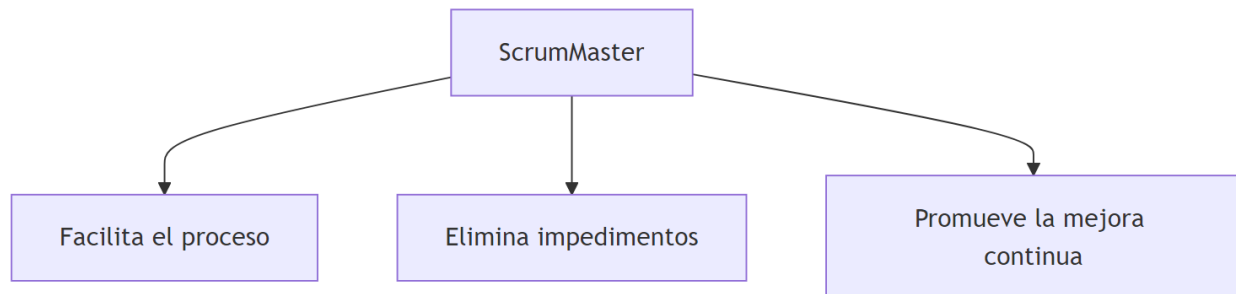 ScrumMaster
Facilita el proceso
Elimina impedimentos
Promueve la mejora
continua